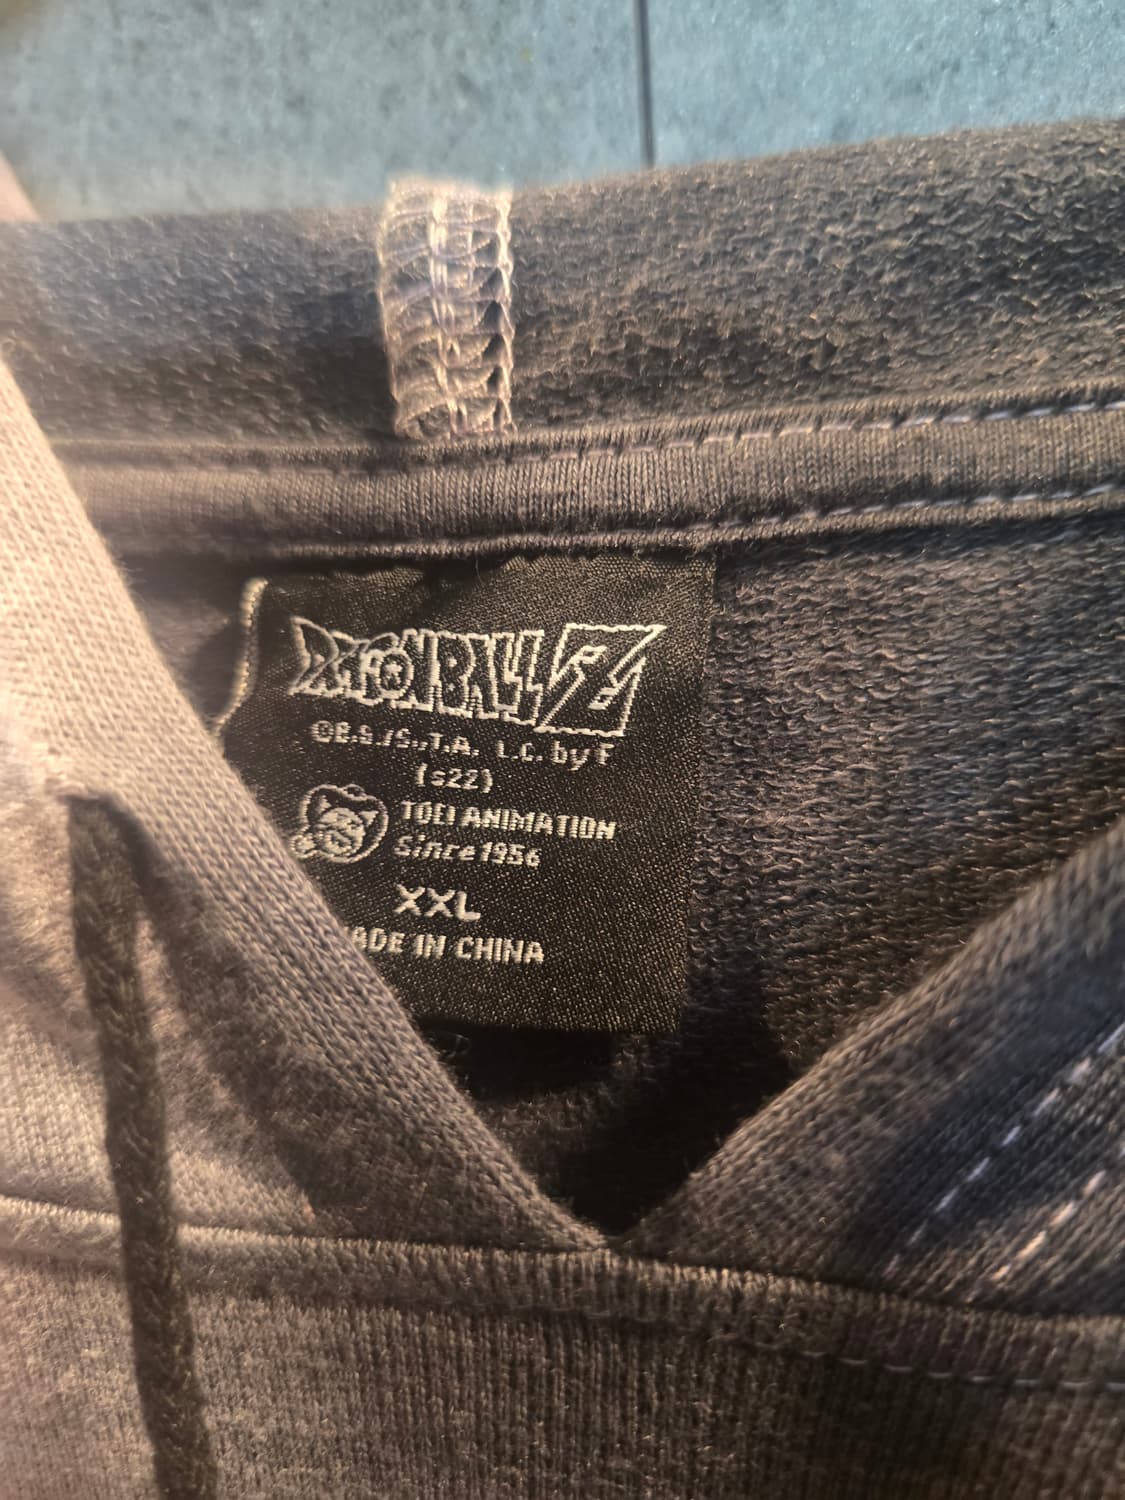 DRAGONBALL Z
©B.S./S.,T.A. L.C. by F
(s22)
TOEI ANIMATION
Since 1956
XXL
ADE IN CHINA